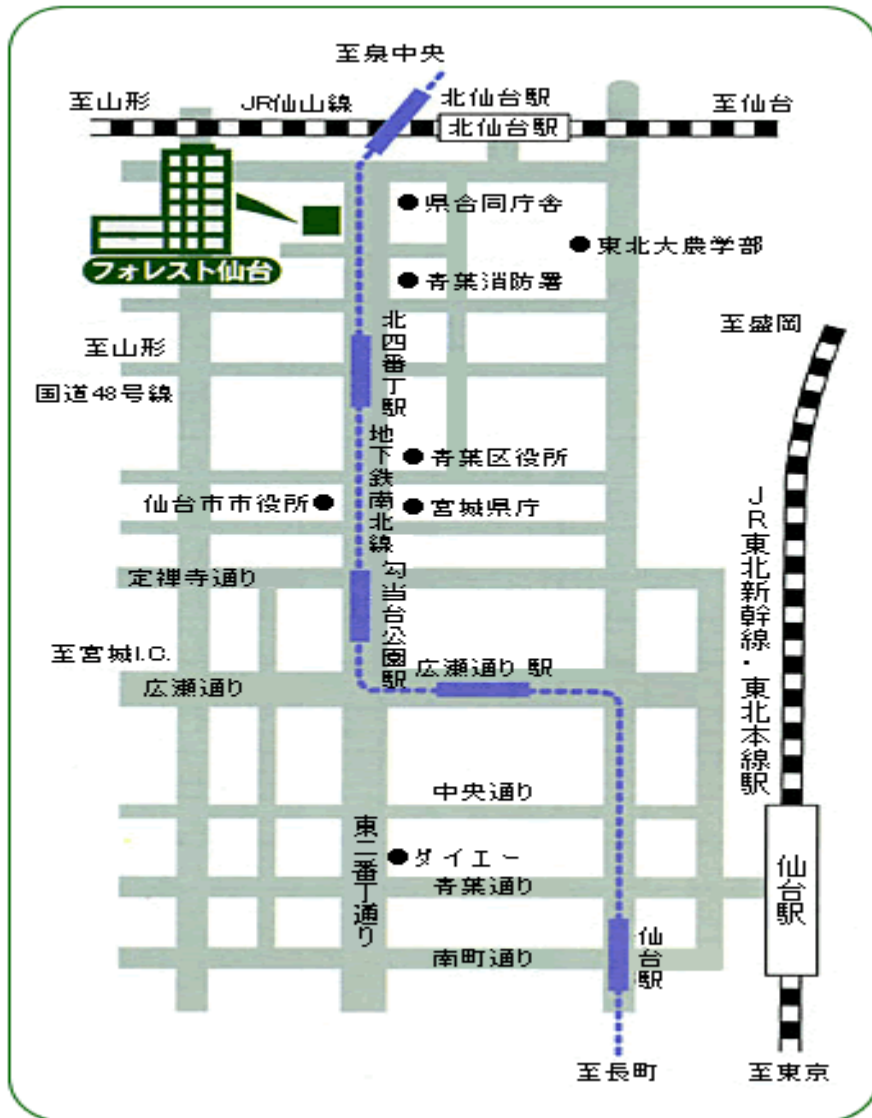 至泉中央
至山形
JR仙山線
北仙台駅
至仙台
北仙台駅
県合同庁舎
東北大農学部
フォレスト仙台
青葉消防署
至盛岡
北四番丁駅
至山形
国道48号線
地下鉄南北線
青葉区役所
仙台市市役所
宮城県庁
JR東北新幹線・東北本線駅
定禅寺通り
勾当台公園駅
至宮城I.C.
広瀬通り 駅
広瀬通り
中央通り
東二番丁通り
ダイエー
青葉通り
仙台駅
南町通り
仙台駅
至長町
至東京